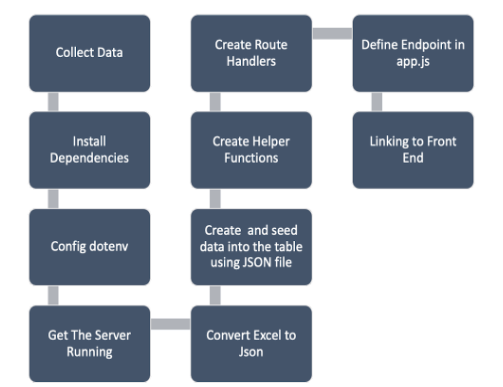 Collect Data
Install
Dependencies
Config dotenv
Get The Server
Running
Convert Excel to
Json
Create and seed
data into the table
using JSON file
Create Helper
Functions
Create Route
Handlers
Define Endpoint in
app.js
Linking to Front
End